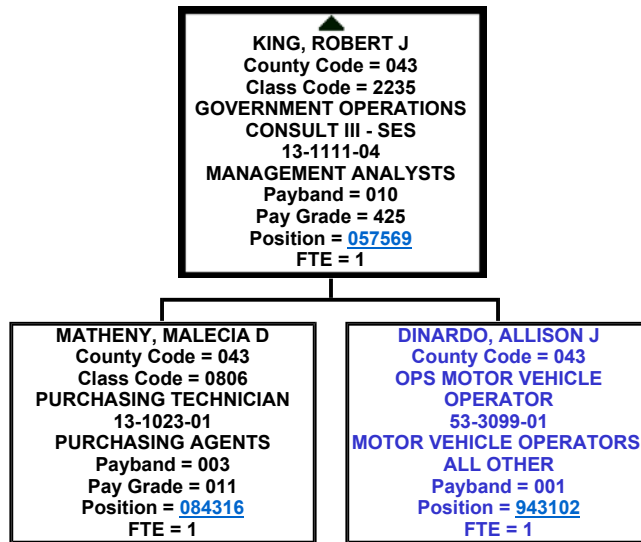 KING, ROBERT J
County Code = 043
Class Code = 2235
GOVERNMENT OPERATIONS
CONSULT III - SES
13-1111-04
MANAGEMENT ANALYSTS
Payband = 010
Pay Grade = 425
Position = 057569
FTE = 1
MATHENY, MALECIA D
County Code = 043
Class Code = 0806
PURCHASING TECHNICIAN
13-1023-01
PURCHASING AGENTS
Payband = 003
Pay Grade = 011
Position = 084316
FTE = 1
DINARDO, ALLISON J
County Code = 043
OPS MOTOR VEHICLE
OPERATOR
53-3099-01
MOTOR VEHICLE OPERATORS
ALL OTHER
Payband = 001
Position = 943102
FTE = 1